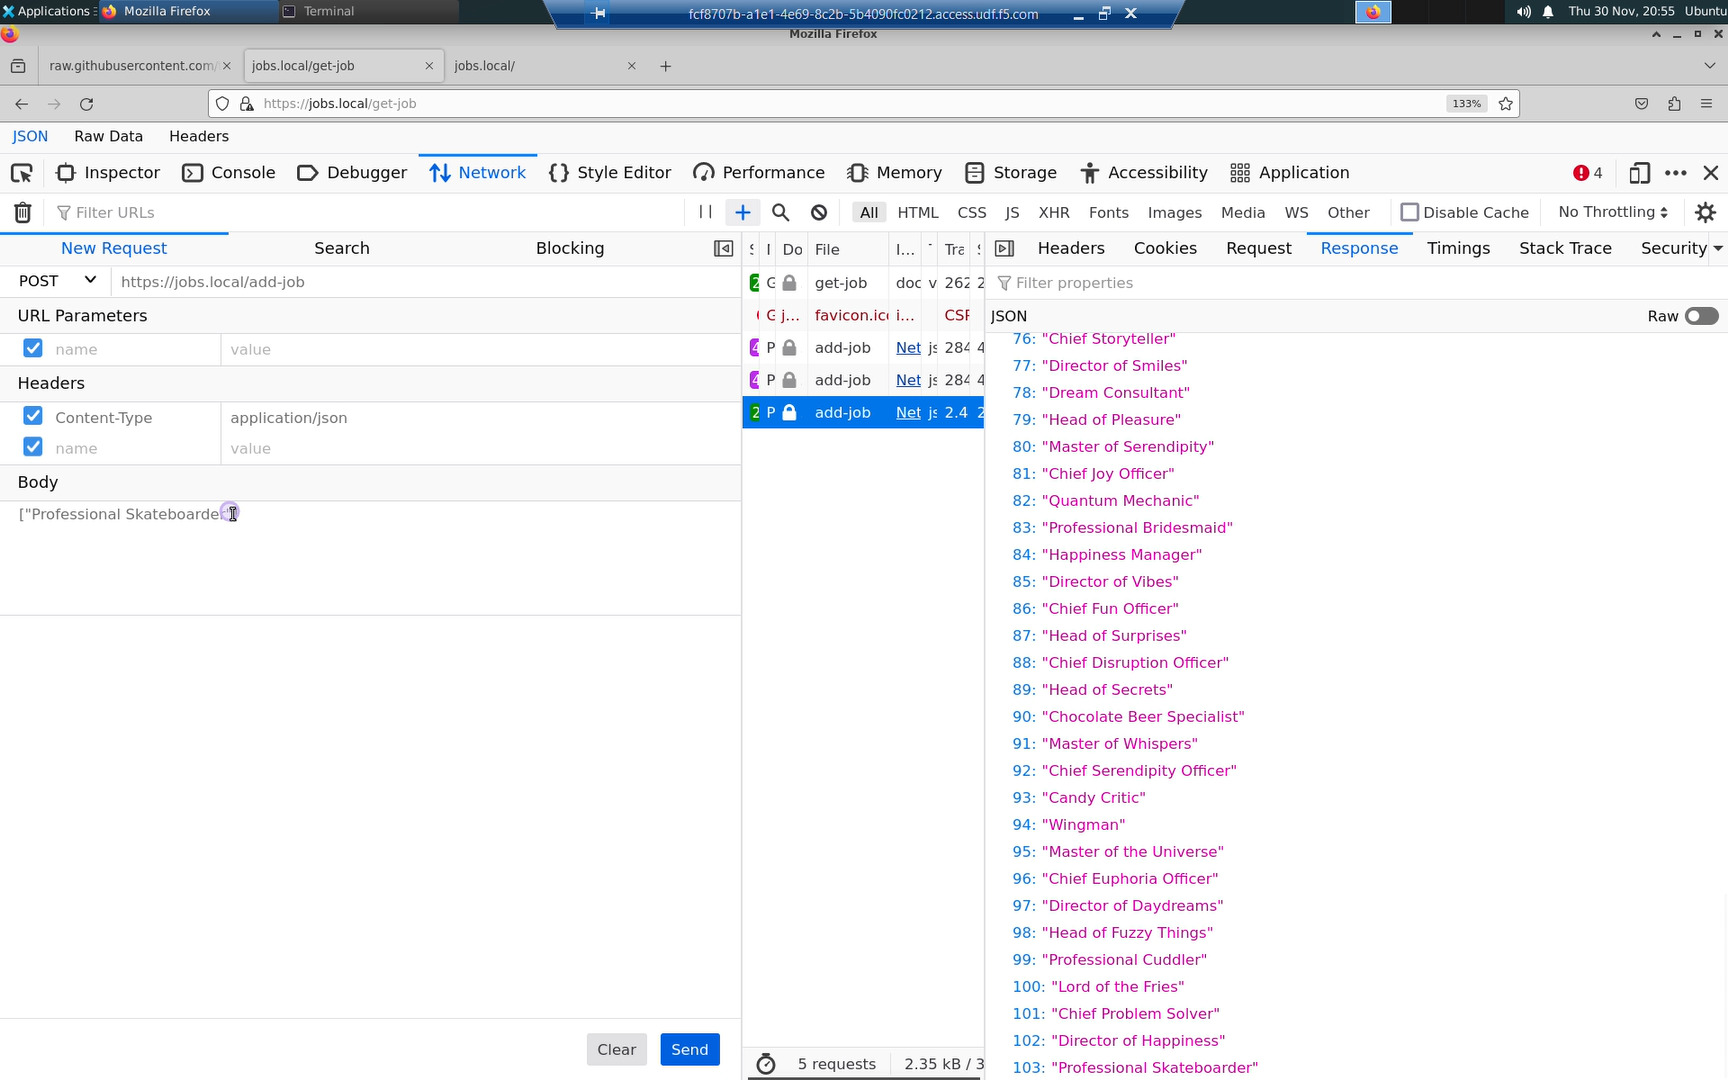 Applications
Mozilla Firefox
Terminal
fcf8707b-a1e1-4e69-8c2b-5b4090fc0212.access.udf.f5.com
Thu 30 Nov, 20:55 Ubuntu
Mozilla Firefox
raw.githubusercontent.com/
jobs.local/get-job
jobs.local/
https://jobs.local/get-job
133%
JSON Raw Data Headers
Inspector Console Debugger Network Style Editor Performance Memory Storage Accessibility Application 4
Filter URLs
All HTML CSS JS XHR Fonts Images Media WS Other Disable Cache No Throttling
New Request Search Blocking
Do File I... Tra
Headers Cookies Request Response Timings Stack Trace Security
POST https://jobs.local/add-job
get-job doc v 262 2
Filter properties
URL Parameters
G j... favicon.ico i... CSP
JSON Raw
name value
4 P add-job Net js 284 4
Headers
4 P add-job Net js 284 4
Content-Type application/json
2 P add-job Net js 2.4 2
name value
Body
["Professional Skateboarder
76: "Chief Storyteller"
77: "Director of Smiles"
78: "Dream Consultant"
79: "Head of Pleasure"
80: "Master of Serendipity"
81: "Chief Joy Officer"
82: "Quantum Mechanic"
83: "Professional Bridesmaid"
84: "Happiness Manager"
85: "Director of Vibes"
86: "Chief Fun Officer"
87: "Head of Surprises"
88: "Chief Disruption Officer"
89: "Head of Secrets"
90: "Chocolate Beer Specialist"
91: "Master of Whispers"
92: "Chief Serendipity Officer"
93: "Candy Critic"
94: "Wingman"
95: "Master of the Universe"
96: "Chief Euphoria Officer"
97: "Director of Daydreams"
98: "Head of Fuzzy Things"
99: "Professional Cuddler"
100: "Lord of the Fries"
101: "Chief Problem Solver"
102: "Director of Happiness"
103: "Professional Skateboarder"
Clear Send
5 requests 2.35 kB / 3